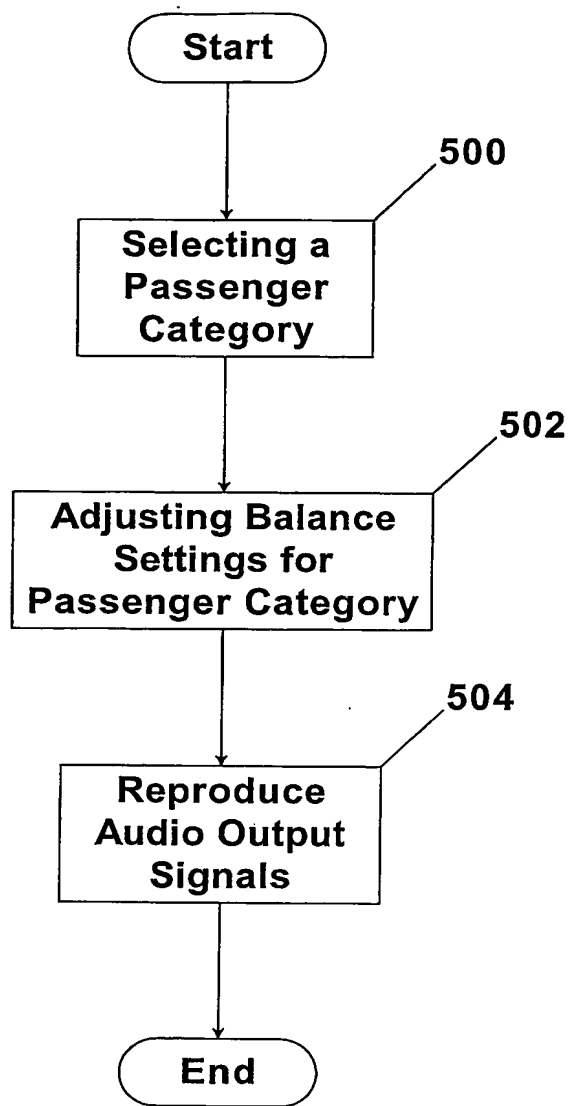 Start
500
Selecting a
Passenger
Category
502
Adjusting Balance
Settings for
Passenger Category
504
Reproduce
Audio Output
Signals
End